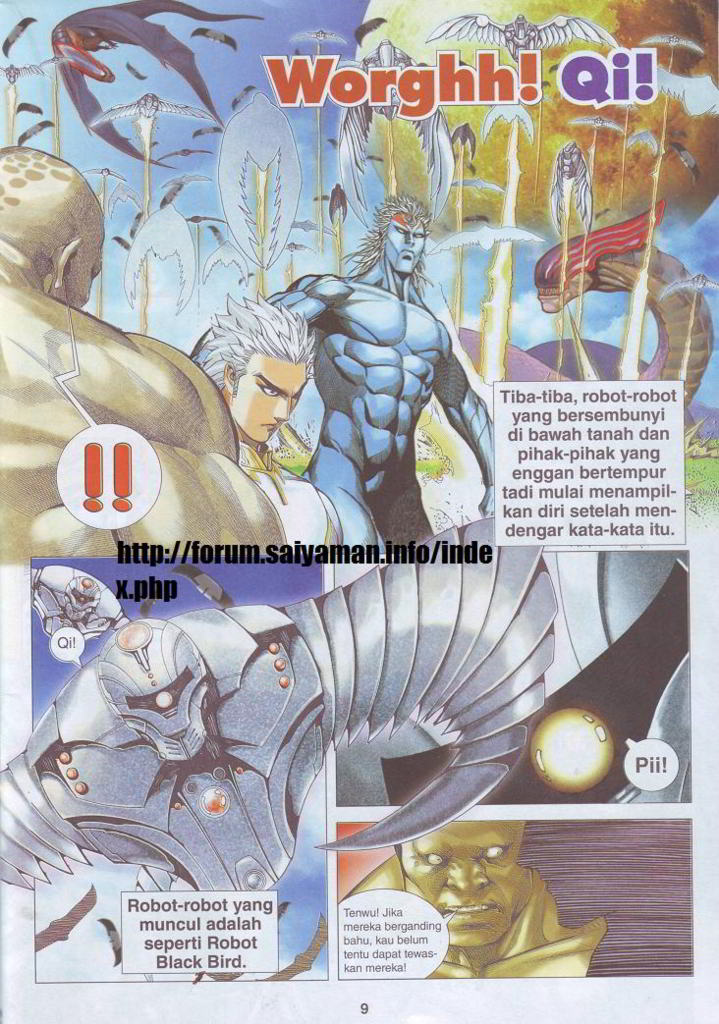 Worghh! Qi!
Tiba-tiba, robot-robot
yang bersembunyi
di bawah tanah dan
pihak-pihak yang
enggan bertempur
tadi mulai menampil-
kan diri setelah men-
dengar kata-kata itu.
!!
http://forum.saiyaman.info/inde
x.php
Qi!
Pii!
Robot-robot yang
muncul adalah
seperti Robot
Black Bird.
Tenwu! Jika
mereka berganding
bahu, kau belum
tentu dapat tewas-
kan mereka!
9